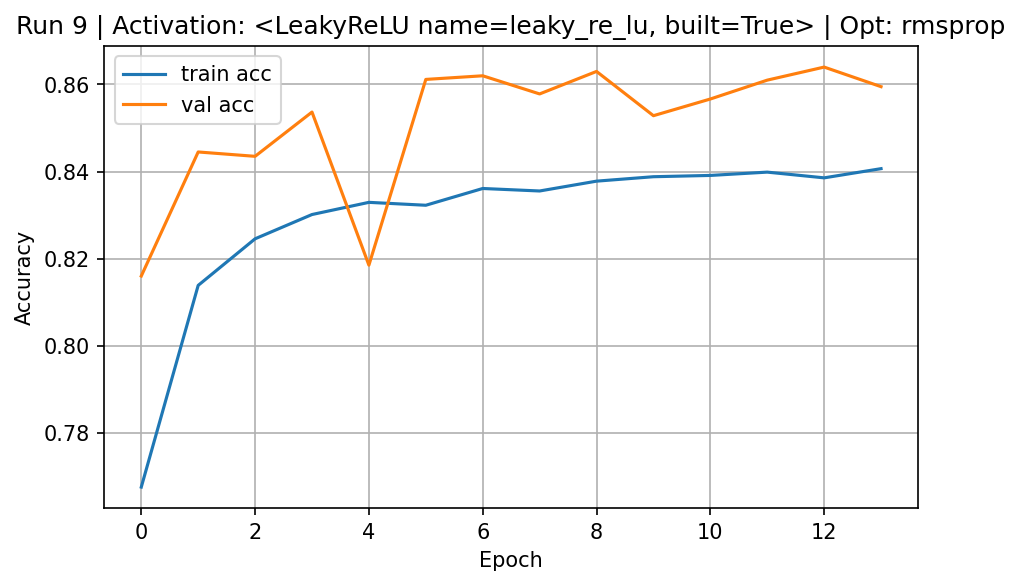 Run 9 | Activation: <LeakyReLU name=leaky_re_lu, built=True> | Opt: rmsprop
train acc
val acc
0.86
0.84
0.82
0.80
0.78
Accuracy
0 2 4 6 8 10 12
Epoch